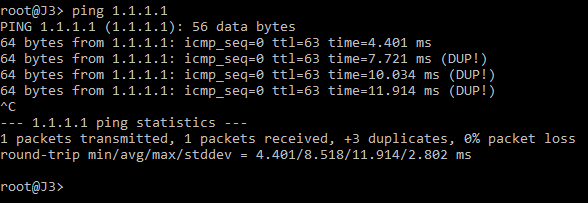 root@J3> ping 1.1.1.1
PING 1.1.1.1 (1.1.1.1): 56 data bytes
64 bytes from 1.1.1.1: icmp_seq=0 ttl=63 time=4.401 ms
64 bytes from 1.1.1.1: icmp_seq=0 ttl=63 time=7.721 ms (DUP!)
64 bytes from 1.1.1.1: icmp_seq=0 ttl=63 time=10.034 ms (DUP!)
64 bytes from 1.1.1.1: icmp_seq=0 ttl=63 time=11.914 ms (DUP!)
^C
--- 1.1.1.1 ping statistics ---
1 packets transmitted, 1 packets received, +3 duplicates, 0% packet loss
round-trip min/avg/max/stddev = 4.401/8.518/11.914/2.802 ms
root@J3>